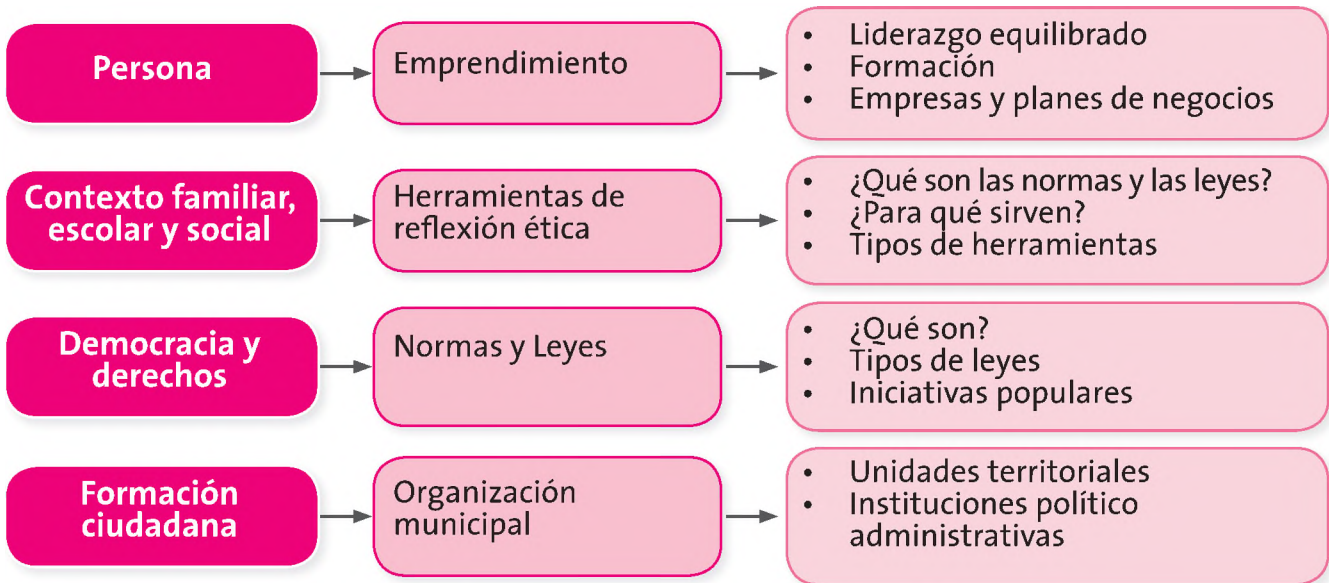 Persona
Emprendimiento
• Liderazgo equilibrado
• Formación
• Empresas y planes de negocios
Contexto familiar,
escolar y social
Herramientas de
reflexión ética
• ¿Qué son las normas y las leyes?
• ¿Para qué sirven?
• Tipos de herramientas
Democracia y
derechos
Normas y Leyes
• ¿Qué son?
• Tipos de leyes
• Iniciativas populares
Formación
ciudadana
Organización
municipal
• Unidades territoriales
• Instituciones político
administrativas